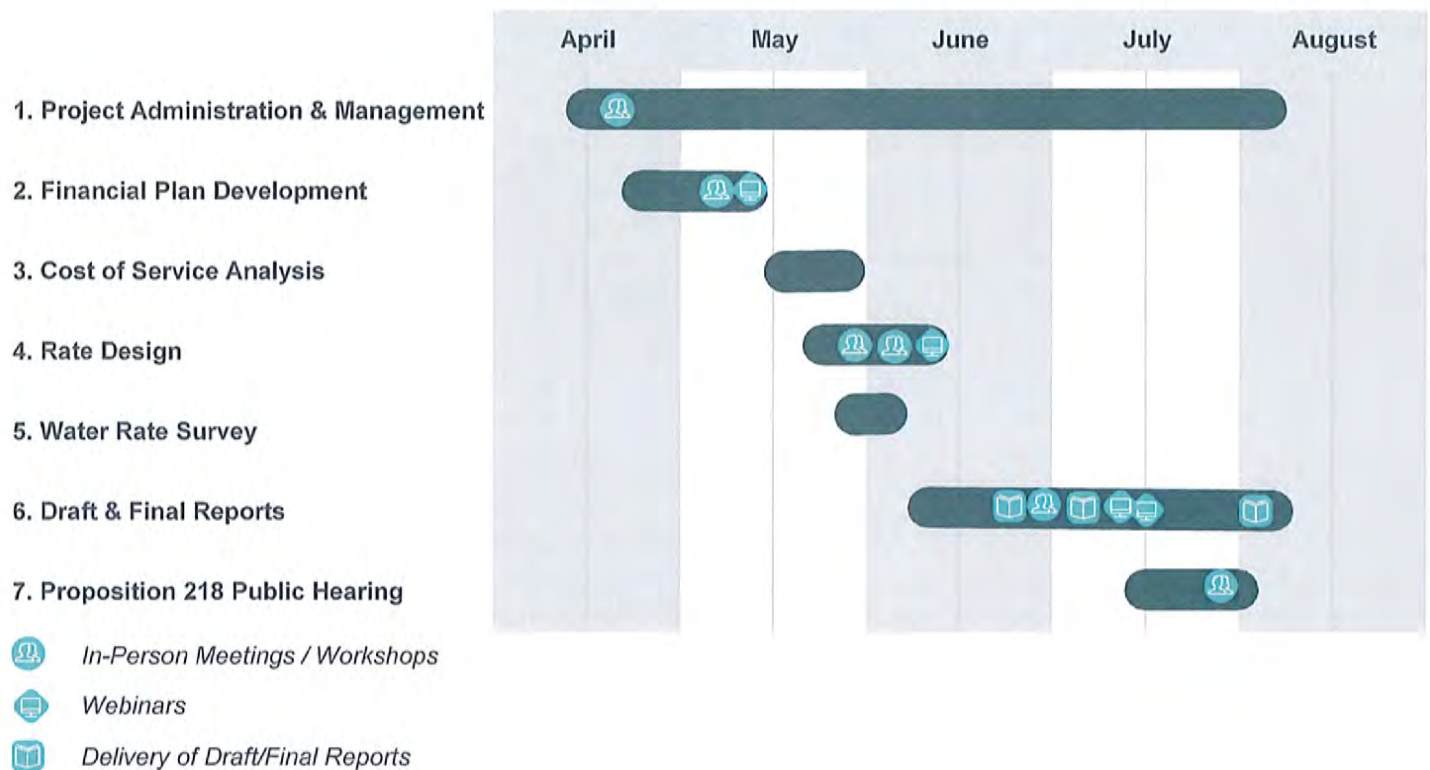 April May June July August
1. Project Administration & Management
2. Financial Plan Development
3. Cost of Service Analysis
4. Rate Design
5. Water Rate Survey
6. Draft & Final Reports
7. Proposition 218 Public Hearing
In-Person Meetings / Workshops
Webinars
Delivery of Draft/Final Reports